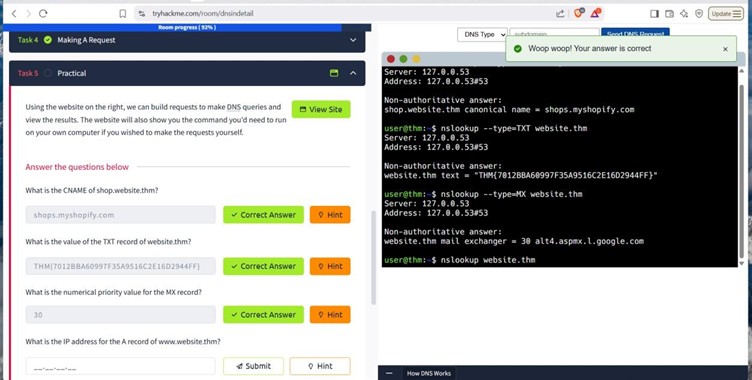 tryhackme.com/room/dnsindetail
Update
Room progress ( 92% )
Task 4 Making A Request
Task 5 Practical
Using the website on the right, we can build requests to make DNS queries and
view the results. The website will also show you the command you'd need to run
on your own computer if you wished to make the requests yourself.
View Site
Answer the questions below
What is the CNAME of shop.website.thm?
shops.myshopify.com
Correct Answer
Hint
What is the value of the TXT record of website.thm?
THM{7012BBA60997F35A9516C2E16D2944FF}
Correct Answer
Hint
What is the numerical priority value for the MX record?
30
Correct Answer
Hint
What is the IP address for the A record of www.website.thm?
__.__.__.__
Submit
Hint
DNS Type
subdomain
Send DNS Request
Woop woop! Your answer is correct
Server: 127.0.0.53
Address: 127.0.0.53#53
Non-authoritative answer:
shop.website.thm canonical name = shops.myshopify.com
user@thm:~$ nslookup --type=TXT website.thm
Server: 127.0.0.53
Address: 127.0.0.53#53
Non-authoritative answer:
website.thm text = "THM{7012BBA60997F35A9516C2E16D2944FF}"
user@thm:~$ nslookup --type=MX website.thm
Server: 127.0.0.53
Address: 127.0.0.53#53
Non-authoritative answer:
website.thm mail exchanger = 30 alt4.aspmx.l.google.com
user@thm:~$ nslookup website.thm
How DNS Works